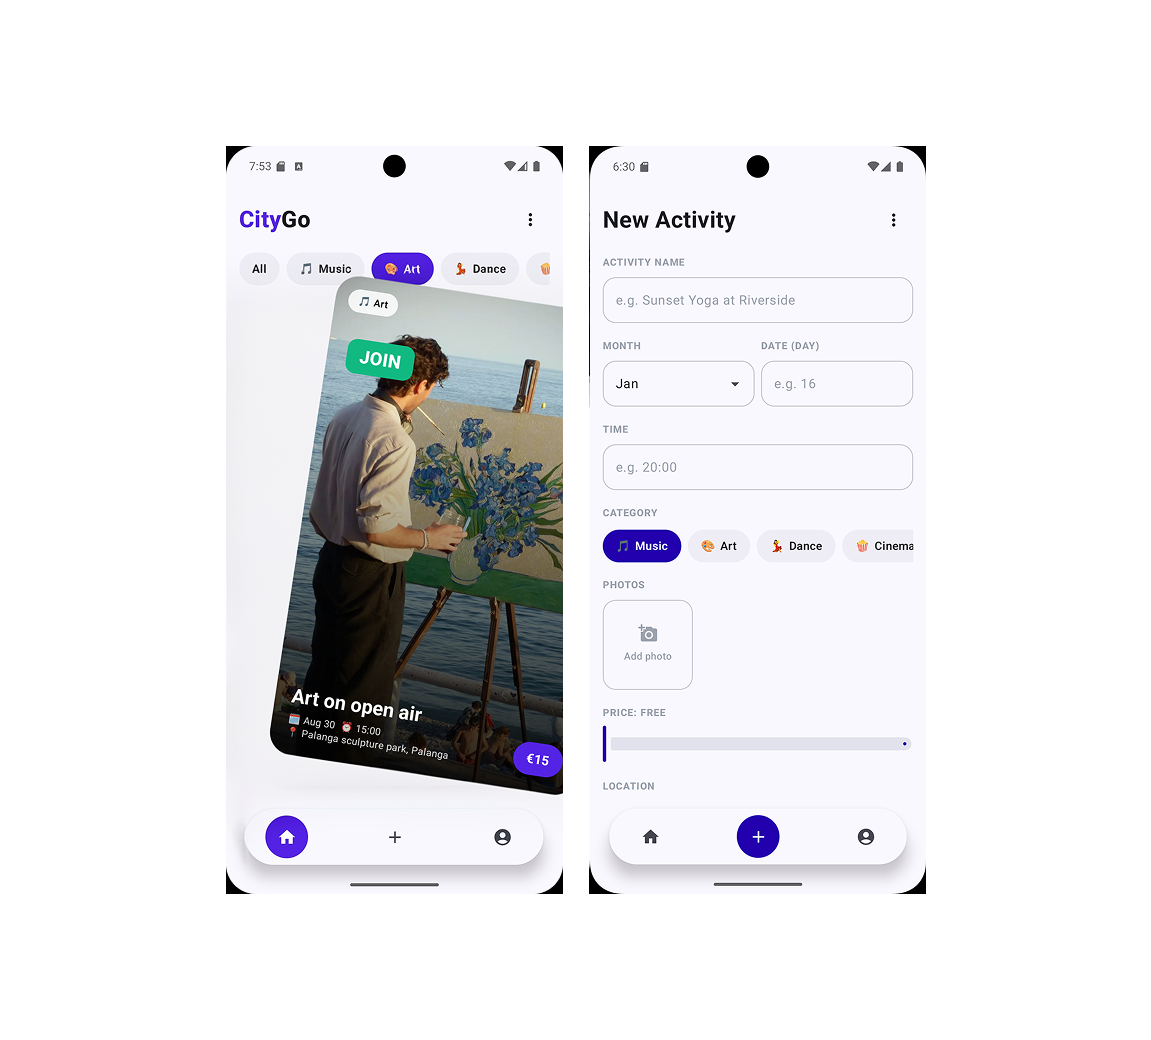 7:53
CityGo
All 🎵 Music 🎨 Art 💃 Dance 🍿
🎵 Art
JOIN
Art on open air
🗓️ Aug 30 ⏰ 15:00
📍 Palanga sculpture park, Palanga
€15
6:30
New Activity
ACTIVITY NAME
e.g. Sunset Yoga at Riverside
MONTH DATE (DAY)
Jan e.g. 16
TIME
e.g. 20:00
CATEGORY
🎵 Music 🎨 Art 💃 Dance 🍿 Cinema
PHOTOS
Add photo
PRICE: FREE
LOCATION